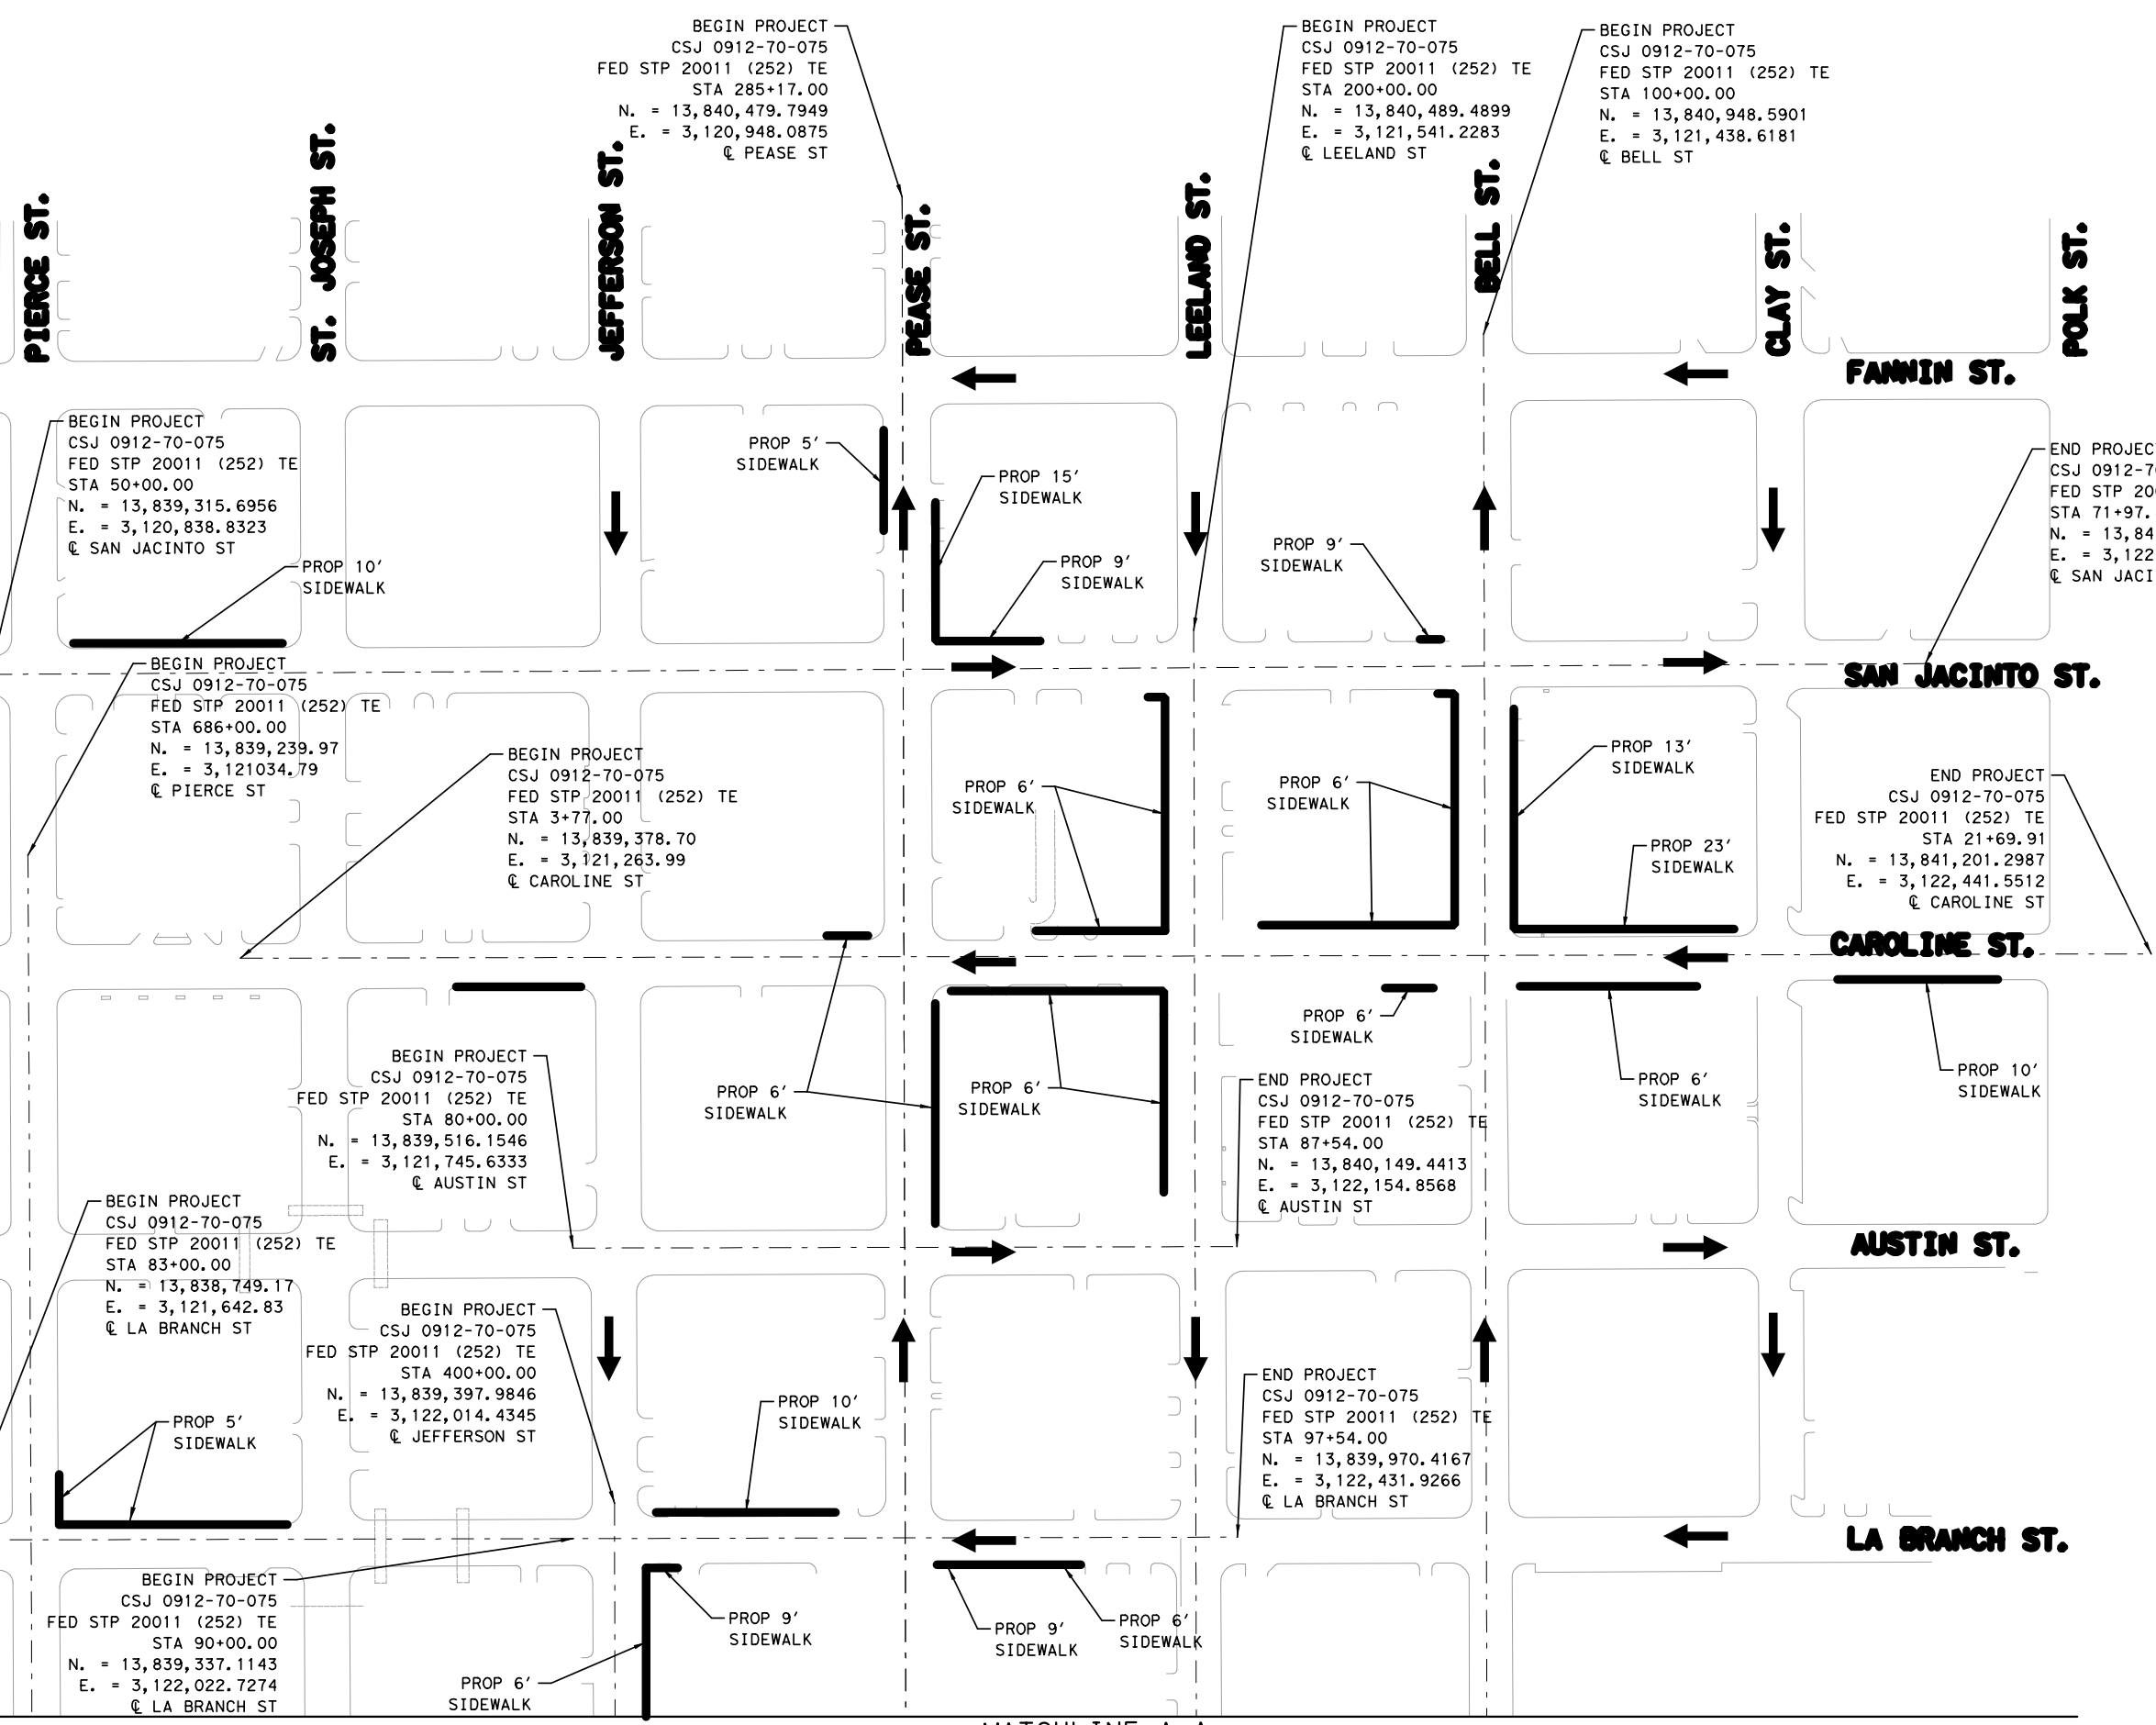 BEGIN PROJECT
CSJ 0912-70-075
FED STP 20011 (252) TE
STA 285+17.00
N. = 13,840,479.7949
E. = 3,120,948.0875
℄ PEASE ST
BEGIN PROJECT
CSJ 0912-70-075
FED STP 20011 (252) TE
STA 200+00.00
N. = 13,840,489.4899
E. = 3,121,541.2283
℄ LEELAND ST
BEGIN PROJECT
CSJ 0912-70-075
FED STP 20011 (252) TE
STA 100+00.00
N. = 13,840,948.5901
E. = 3,121,438.6181
℄ BELL ST
PIERCE ST.
ST. JOSEPH ST.
JEFFERSON ST.
PEASE ST.
LEELAND ST.
BELL ST.
CLAY ST.
POLK ST.
FANNIN ST.
BEGIN PROJECT
CSJ 0912-70-075
FED STP 20011 (252) TE
STA 50+00.00
N. = 13,839,315.6956
E. = 3,120,838.8323
℄ SAN JACINTO ST
PROP 10'
SIDEWALK
PROP 5'
SIDEWALK
PROP 15'
SIDEWALK
PROP 9'
SIDEWALK
PROP 9'
SIDEWALK
END PROJEC
CSJ 0912-7
FED STP 20
STA 71+97.
N. = 13,84
E. = 3,122
℄ SAN JACI
SAN JACINTO ST.
BEGIN PROJECT
CSJ 0912-70-075
FED STP 20011 (252) TE
STA 686+00.00
N. = 13,839,239.97
E. = 3,121034.79
℄ PIERCE ST
BEGIN PROJECT
CSJ 0912-70-075
FED STP 20011 (252) TE
STA 3+77.00
N. = 13,839,378.70
E. = 3,121,263.99
℄ CAROLINE ST
PROP 6'
SIDEWALK
PROP 6'
SIDEWALK
PROP 13'
SIDEWALK
PROP 23'
SIDEWALK
END PROJECT
CSJ 0912-70-075
FED STP 20011 (252) TE
STA 21+69.91
N. = 13,841,201.2987
E. = 3,122,441.5512
℄ CAROLINE ST
CAROLINE ST.
BEGIN PROJECT
CSJ 0912-70-075
FED STP 20011 (252) TE
STA 80+00.00
N. = 13,839,516.1546
E. = 3,121,745.6333
℄ AUSTIN ST
PROP 6'
SIDEWALK
PROP 6'
SIDEWALK
PROP 6'
SIDEWALK
END PROJECT
CSJ 0912-70-075
FED STP 20011 (252) TE
STA 87+54.00
N. = 13,840,149.4413
E. = 3,122,154.8568
℄ AUSTIN ST
PROP 6'
SIDEWALK
PROP 10'
SIDEWALK
AUSTIN ST.
BEGIN PROJECT
CSJ 0912-70-075
FED STP 20011 (252) TE
STA 83+00.00
N. = 13,838,749.17
E. = 3,121,642.83
℄ LA BRANCH ST
BEGIN PROJECT
CSJ 0912-70-075
FED STP 20011 (252) TE
STA 400+00.00
N. = 13,839,397.9846
E. = 3,122,014.4345
℄ JEFFERSON ST
PROP 5'
SIDEWALK
PROP 10'
SIDEWALK
END PROJECT
CSJ 0912-70-075
FED STP 20011 (252) TE
STA 97+54.00
N. = 13,839,970.4167
E. = 3,122,431.9266
℄ LA BRANCH ST
LA BRANCH ST.
BEGIN PROJECT
CSJ 0912-70-075
FED STP 20011 (252) TE
STA 90+00.00
N. = 13,839,337.1143
E. = 3,122,022.7274
℄ LA BRANCH ST
PROP 6'
SIDEWALK
PROP 9'
SIDEWALK
PROP 9'
SIDEWALK
PROP 6'
SIDEWALK